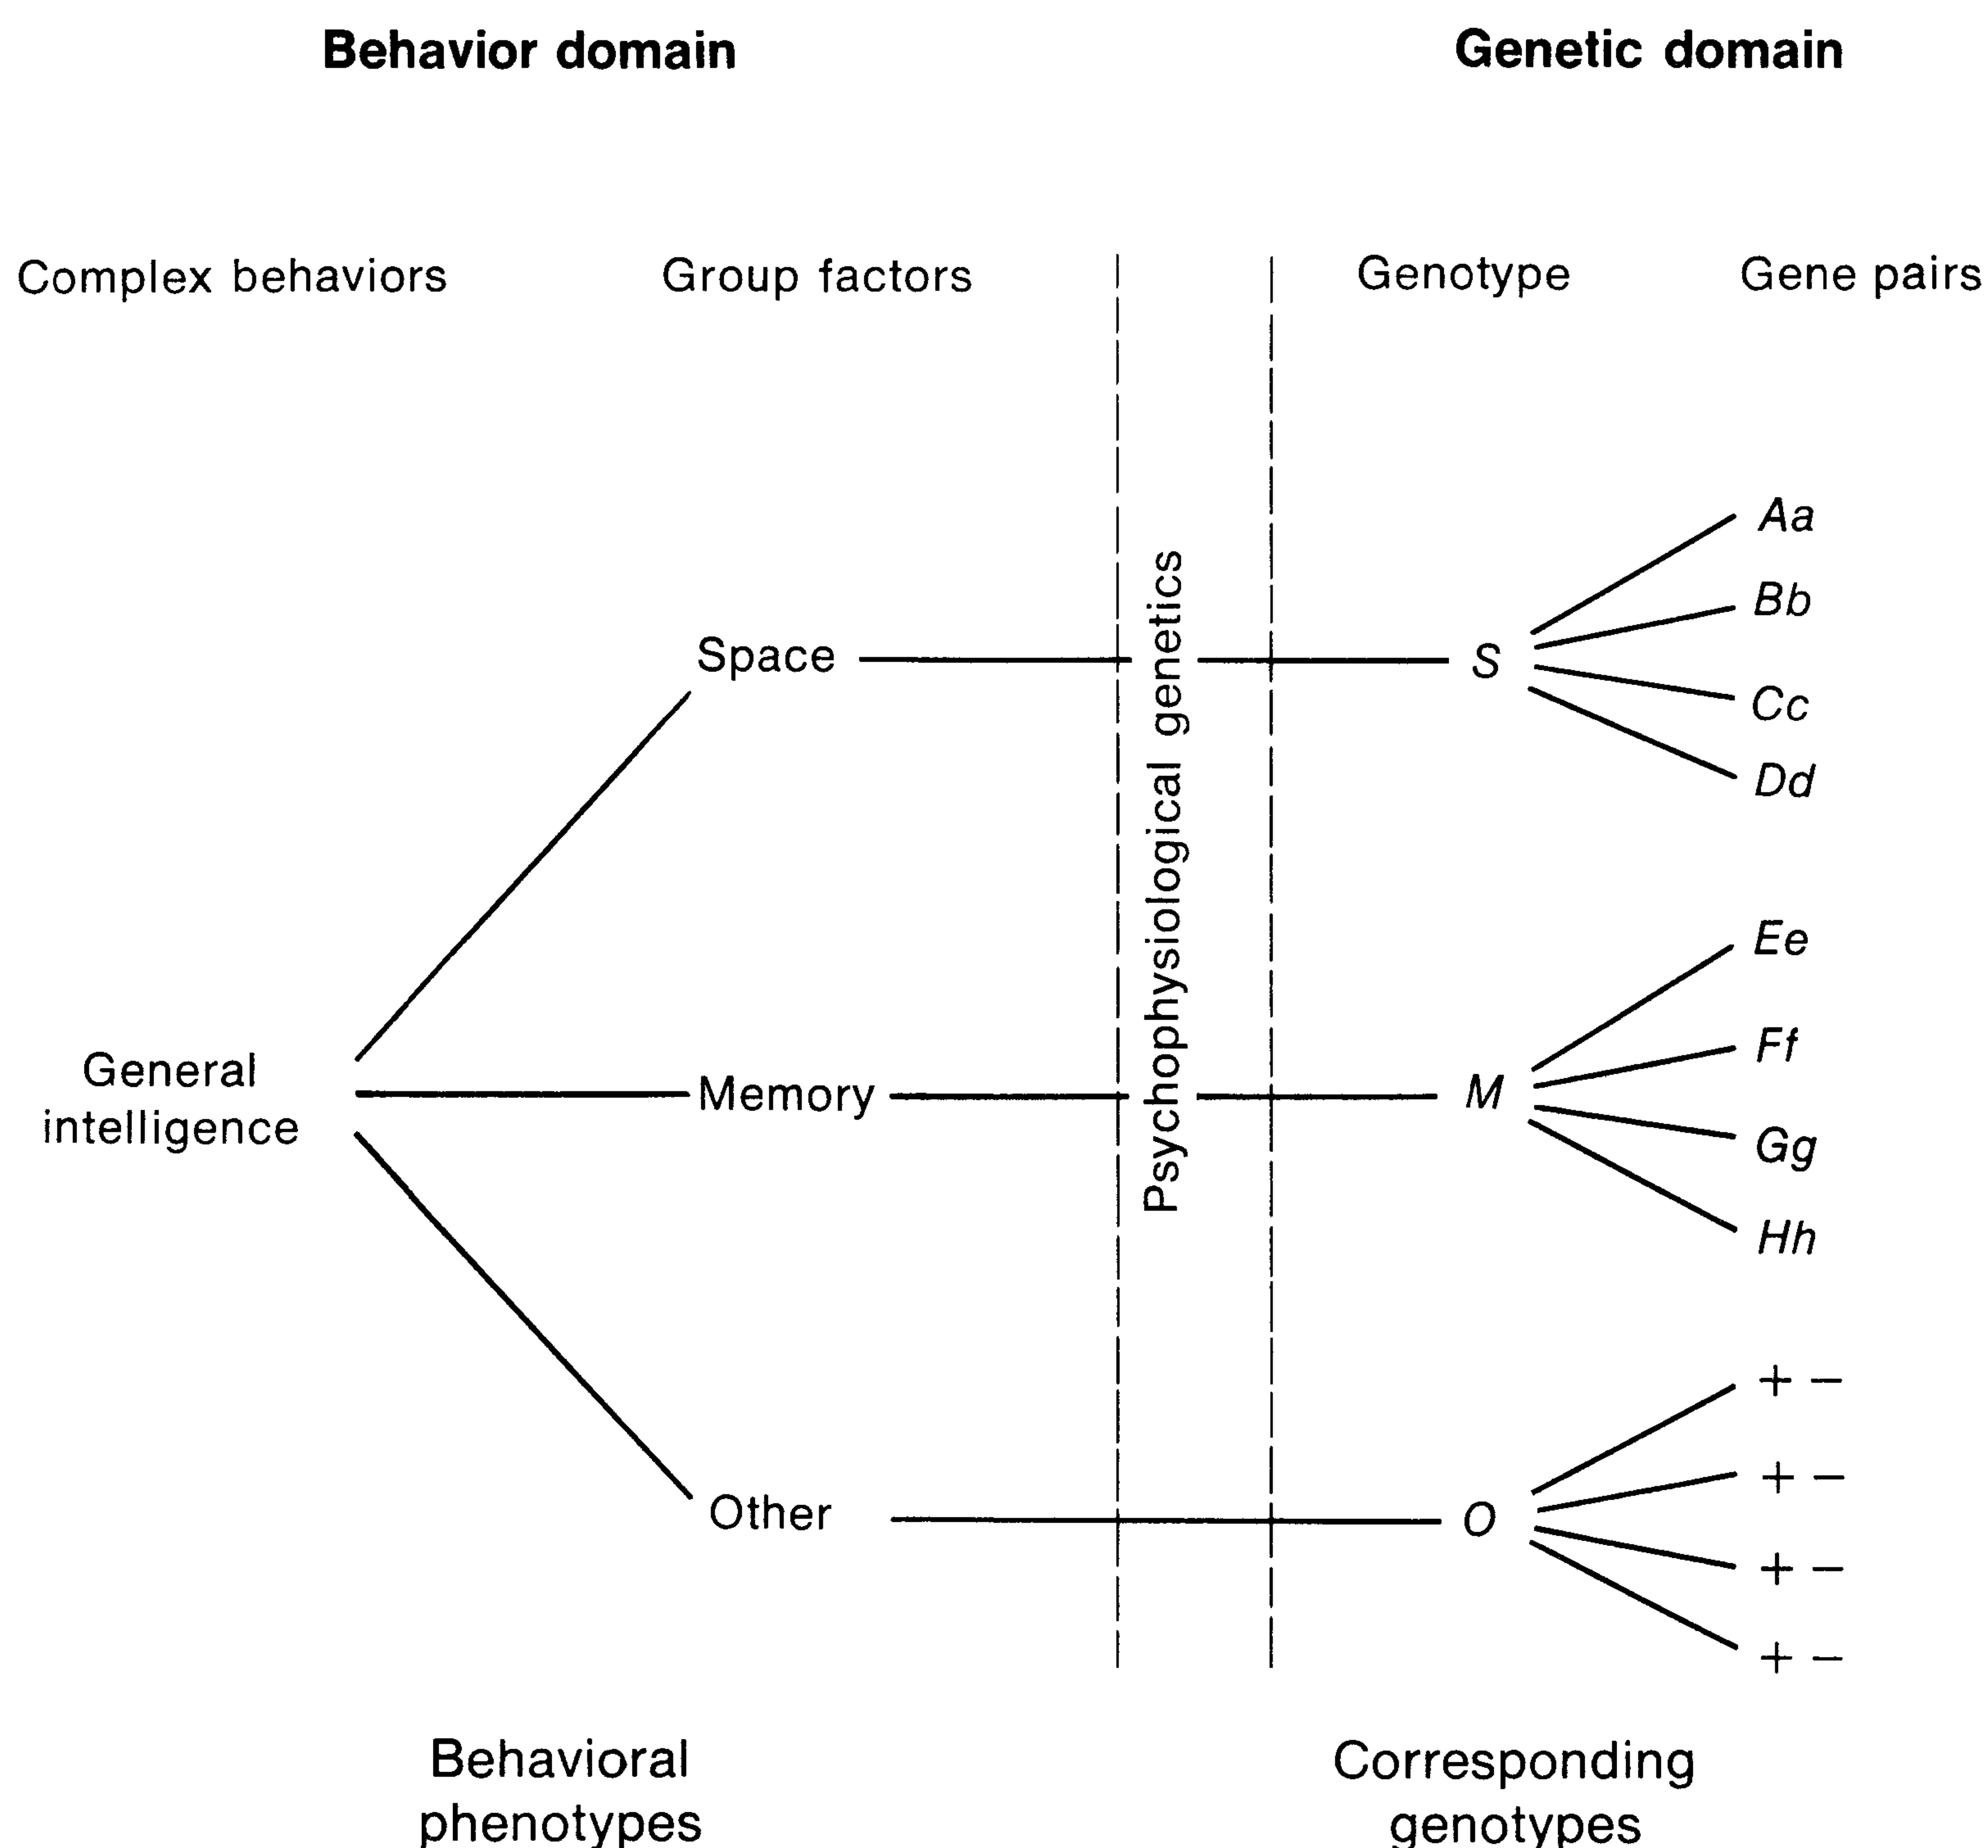 Behavior domain
Genetic domain
Complex behaviors
Group factors
Genotype
Gene pairs
Psychophysiological genetics
General
intelligence
Space
Memory
Other
S
M
O
Aa
Bb
Cc
Dd
Ee
Ff
Gg
Hh
+ −
+ −
+ −
+ −
Behavioral
phenotypes
Corresponding
genotypes